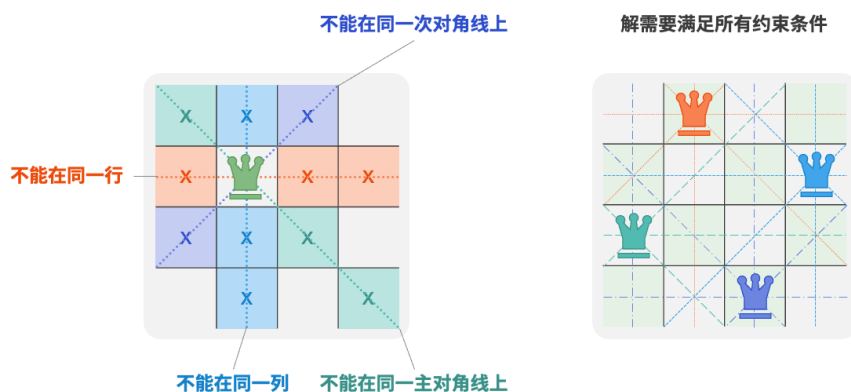 不能在同一次对角线上
解需要满足所有约束条件
X X X
不能在同一行
X X X
X X X
X X
不能在同一列
不能在同一主对角线上